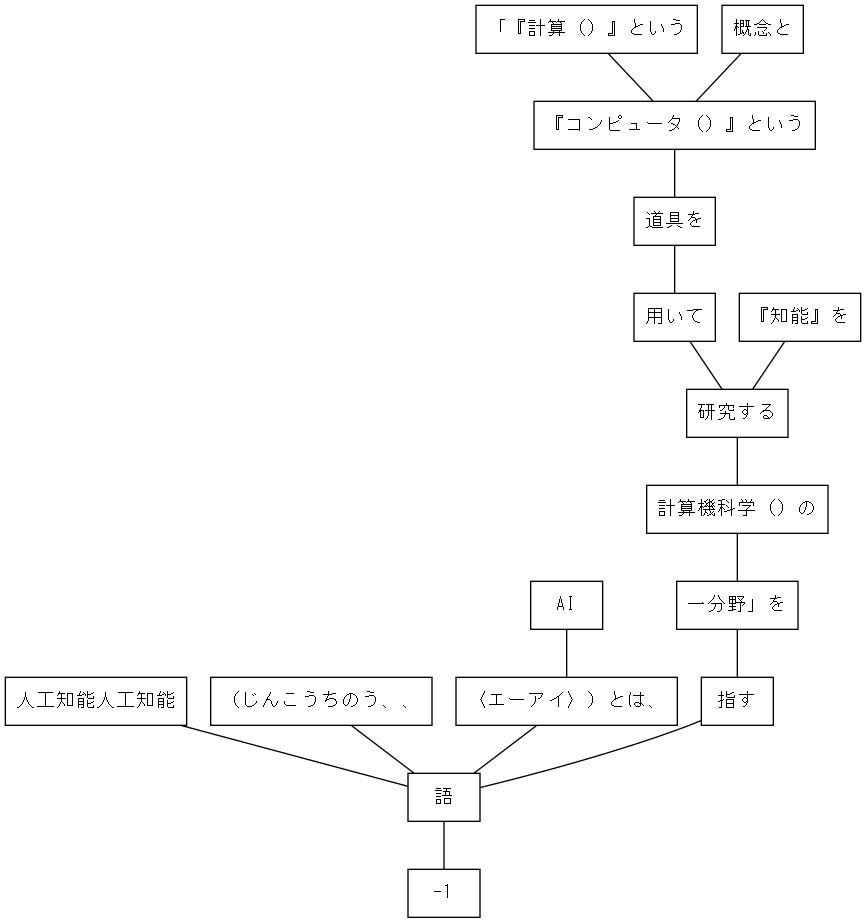 「『計算（）』という 概念と
『コンピュータ（）』という
道具を
用いて 『知能』を
研究する
計算機科学（）の
AI 一分野」を
人工知能人工知能 （じんこうちのう、、 〈エーアイ〉）とは、 指す
語
-1